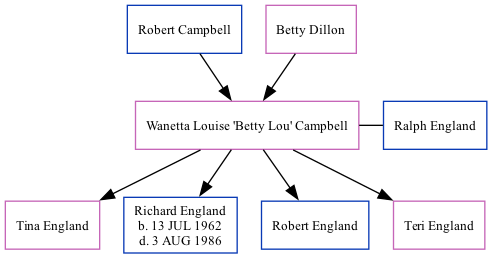 Robert Campbell
Betty Dillon
Wanetta Louise 'Betty Lou' Campbell
Ralph England
Tina England
Richard England
b. 13 JUL 1962
d. 3 AUG 1986
Robert England
Teri England